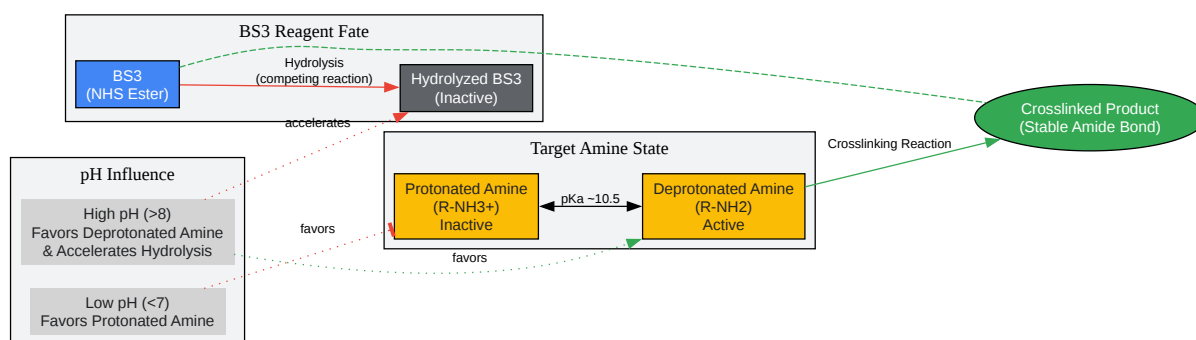 BS3 Reagent Fate
BS3
(NHS Ester)
Hydrolysis
(competing reaction)
Hydrolyzed BS3
(Inactive)
accelerates
Crosslinked Product
(Stable Amide Bond)
Crosslinking Reaction
Target Amine State
Protonated Amine
(R-NH3+)
Inactive
pKa ~10.5
Deprotonated Amine
(R-NH2)
Active
pH Influence
High pH (>8)
Favors Deprotonated Amine
& Accelerates Hydrolysis
favors
favors
Low pH (<7)
Favors Protonated Amine